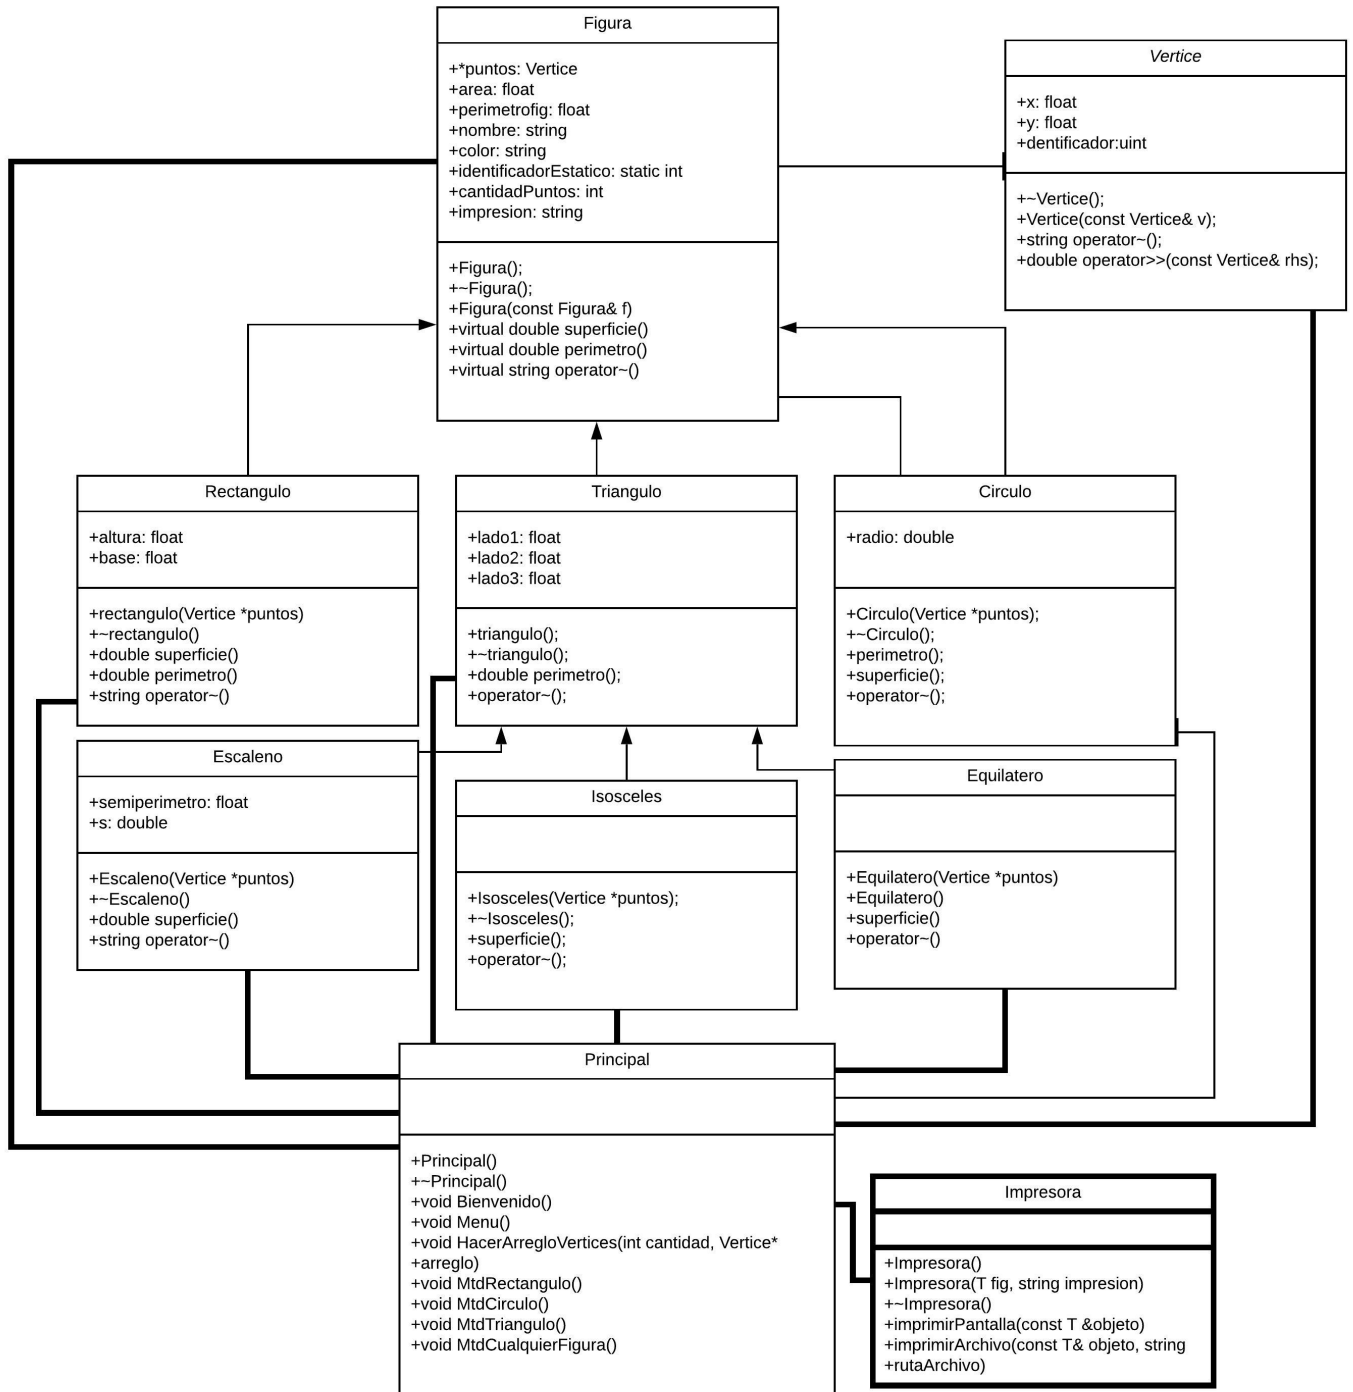 Figura
+*puntos: Vertice
+area: float
+perimetrofig: float
+nombre: string
+color: string
+identificadorEstatico: static int
+cantidadPuntos: int
+impresion: string
+Figura();
+~Figura();
+Figura(const Figura& f)
+virtual double superficie()
+virtual double perimetro()
+virtual string operator~()
Vertice
+x: float
+y: float
+dentificador:uint
+~Vertice();
+Vertice(const Vertice& v);
+string operator~();
+double operator>>(const Vertice& rhs);
Rectangulo
+altura: float
+base: float
+rectangulo(Vertice *puntos)
+~rectangulo()
+double superficie()
+double perimetro()
+string operator~()
Triangulo
+lado1: float
+lado2: float
+lado3: float
+triangulo();
+~triangulo();
+double perimetro();
+operator~();
Circulo
+radio: double
+Circulo(Vertice *puntos);
+~Circulo();
+perimetro();
+superficie();
+operator~();
Escaleno
+semiperimetro: float
+s: double
+Escaleno(Vertice *puntos)
+~Escaleno()
+double superficie()
+string operator~()
Isosceles
+Isosceles(Vertice *puntos);
+~Isosceles();
+superficie();
+operator~();
Equilatero
+Equilatero(Vertice *puntos)
+Equilatero()
+superficie()
+operator~()
Principal
+Principal()
+~Principal()
+void Bienvenido()
+void Menu()
+void HacerArregloVertices(int cantidad, Vertice*
+arreglo)
+void MtdRectangulo()
+void MtdCirculo()
+void MtdTriangulo()
+void MtdCualquierFigura()
Impresora
+Impresora()
+Impresora(T fig, string impresion)
+~Impresora()
+imprimirPantalla(const T &objeto)
+imprimirArchivo(const T& objeto, string
+rutaArchivo)